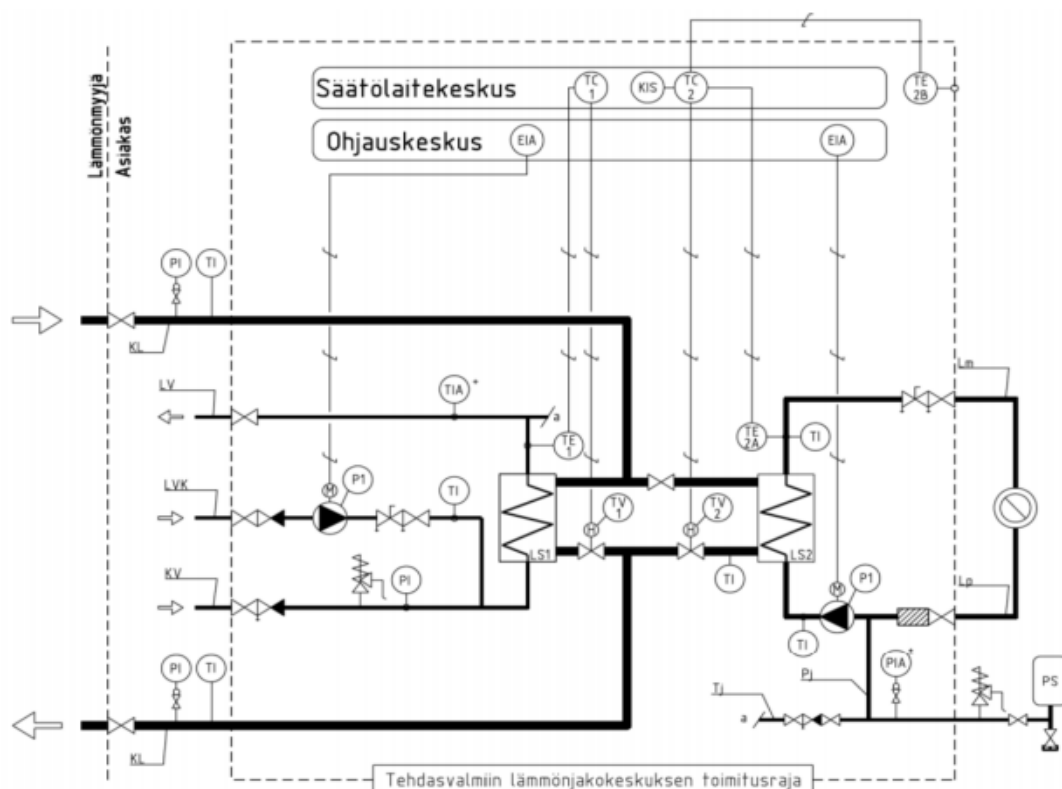 Lämmönmyyjä
Asiakas
Säätölaitekeskus
TC
1
KIS
TC
2
TE
2B
Ohjauskeskus
EIA
EIA
PI
TI
KL
LV
TIA +
a
TE
1
TE
2A
TI
Lm
LVK
P1
TI
TV
1
TV
2
M
M
M
M
LS1
LS2
KV
PI
TI
P1
Lp
TI
PI
TI
KL
Tj
a
Pj
PIA +
PS
Tehdasvalmiin lämmönjakokeskuksen toimitusraja